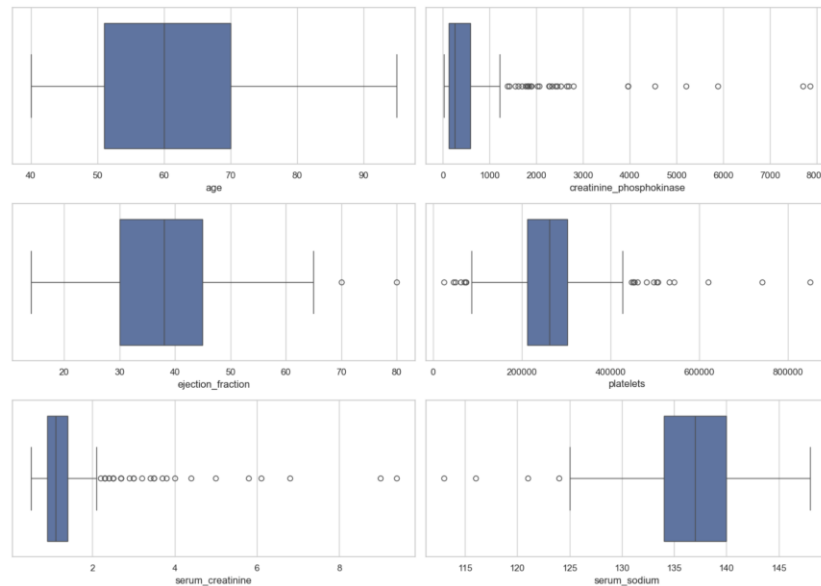 40 50 60 70 80 90
age
0 1000 2000 3000 4000 5000 6000 7000 8000
creatinine_phosphokinase
20 30 40 50 60 70 80
ejection_fraction
0 200000 400000 600000 800000
platelets
2 4 6 8
serum_creatinine
115 120 125 130 135 140 145
serum_sodium